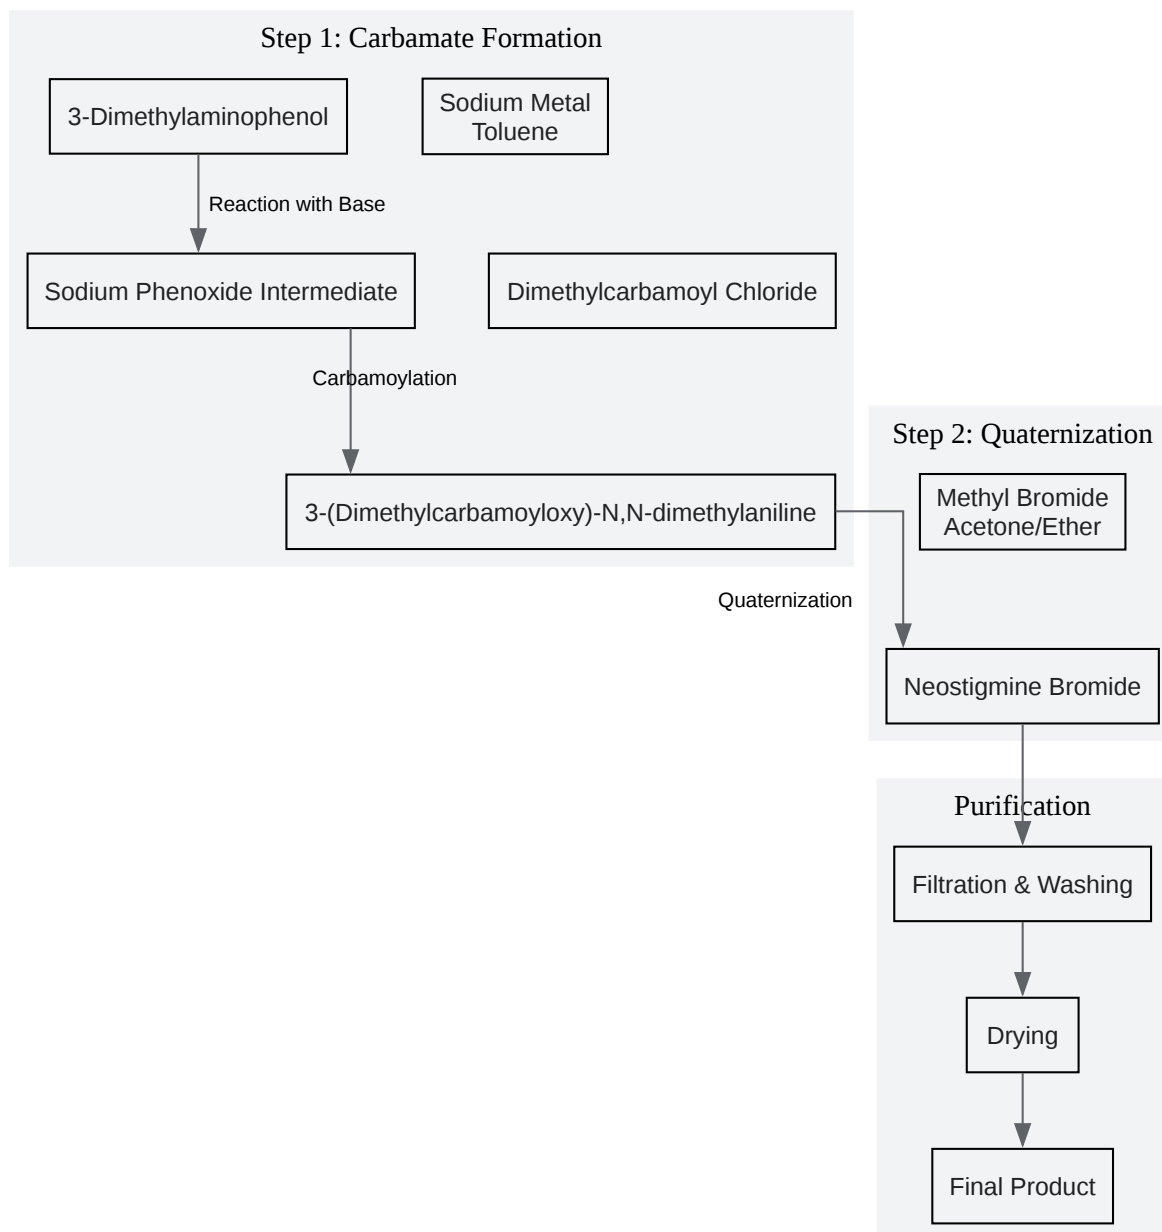 Step 1: Carbamate Formation
3-Dimethylaminophenol
Sodium Metal
Toluene
Reaction with Base
Sodium Phenoxide Intermediate
Dimethylcarbamoyl Chloride
Carbamoylation
3-(Dimethylcarbamoyloxy)-N,N-dimethylaniline
Step 2: Quaternization
Methyl Bromide
Acetone/Ether
Quaternization
Neostigmine Bromide
Purification
Filtration & Washing
Drying
Final Product